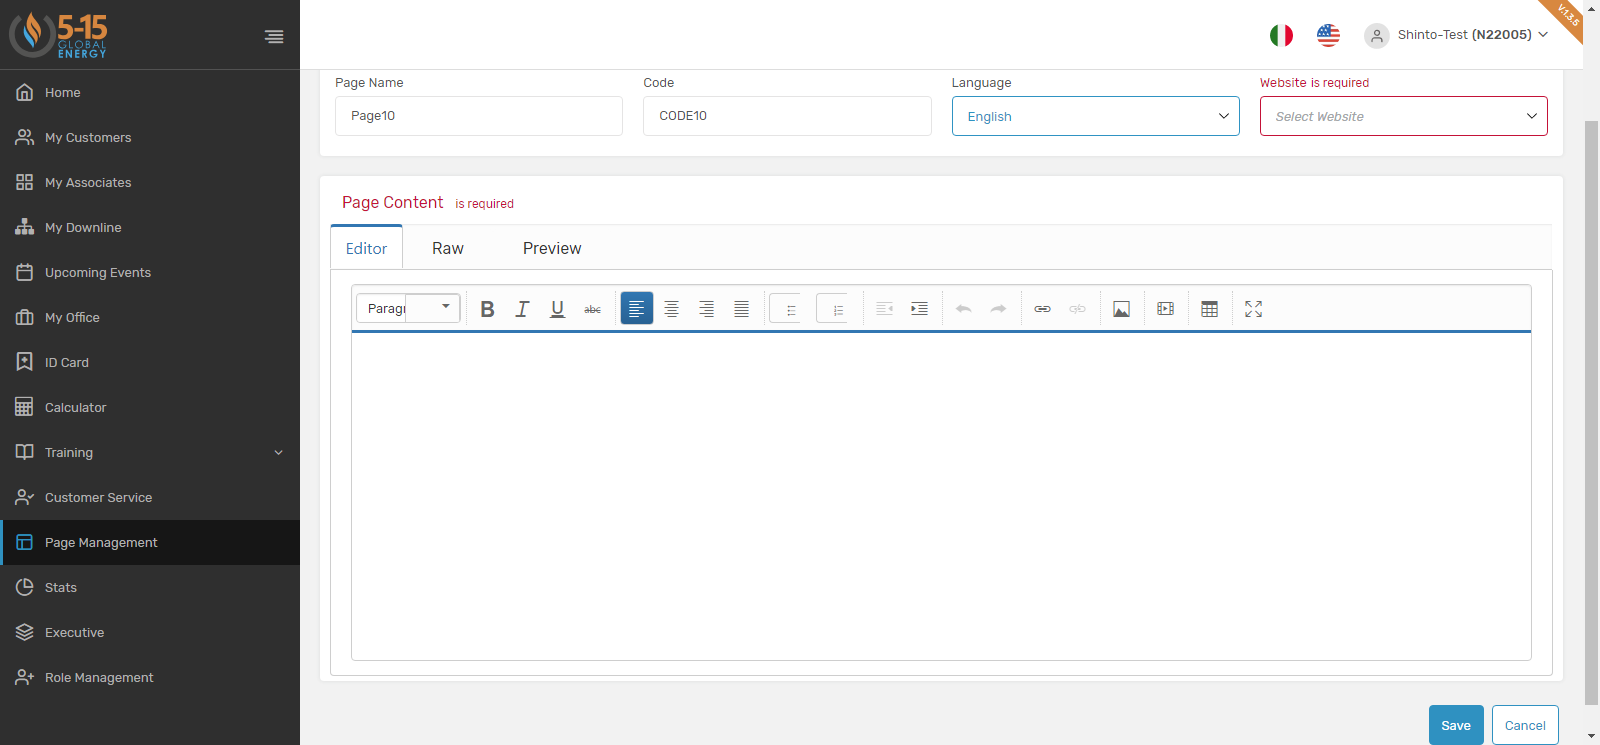 5-15
GLOBAL
ENERGY
Home
My Customers
My Associates
My Downline
Upcoming Events
My Office
ID Card
Calculator
Training
Customer Service
Page Management
Stats
Executive
Role Management
Shinto-Test (N22005)
V.1.3.5
Page Name
Code
Language
Website is required
Page10
CODE10
English
Select Website
Page Content is required
Editor
Raw
Preview
Paragr
B I U abc
Save
Cancel